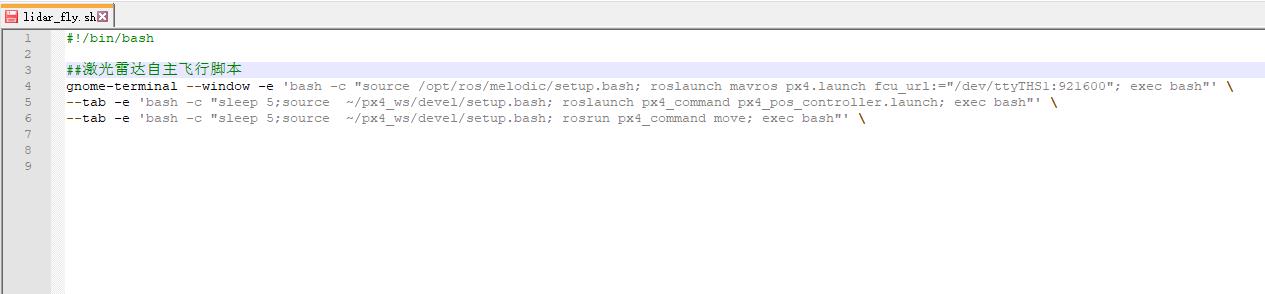 lidar_fly.sh
1 #!/bin/bash
2
3 ##激光雷达自主飞行脚本
4 gnome-terminal --window -e 'bash -c "source /opt/ros/melodic/setup.bash; roslaunch mavros px4.launch fcu_url:="/dev/ttyTHS1:921600"; exec bash"' \
5 --tab -e 'bash -c "sleep 5;source  ~/px4_ws/devel/setup.bash; roslaunch px4_command px4_pos_controller.launch; exec bash"' \
6 --tab -e 'bash -c "sleep 5;source  ~/px4_ws/devel/setup.bash; rosrun px4_command move; exec bash"' \
7
8
9